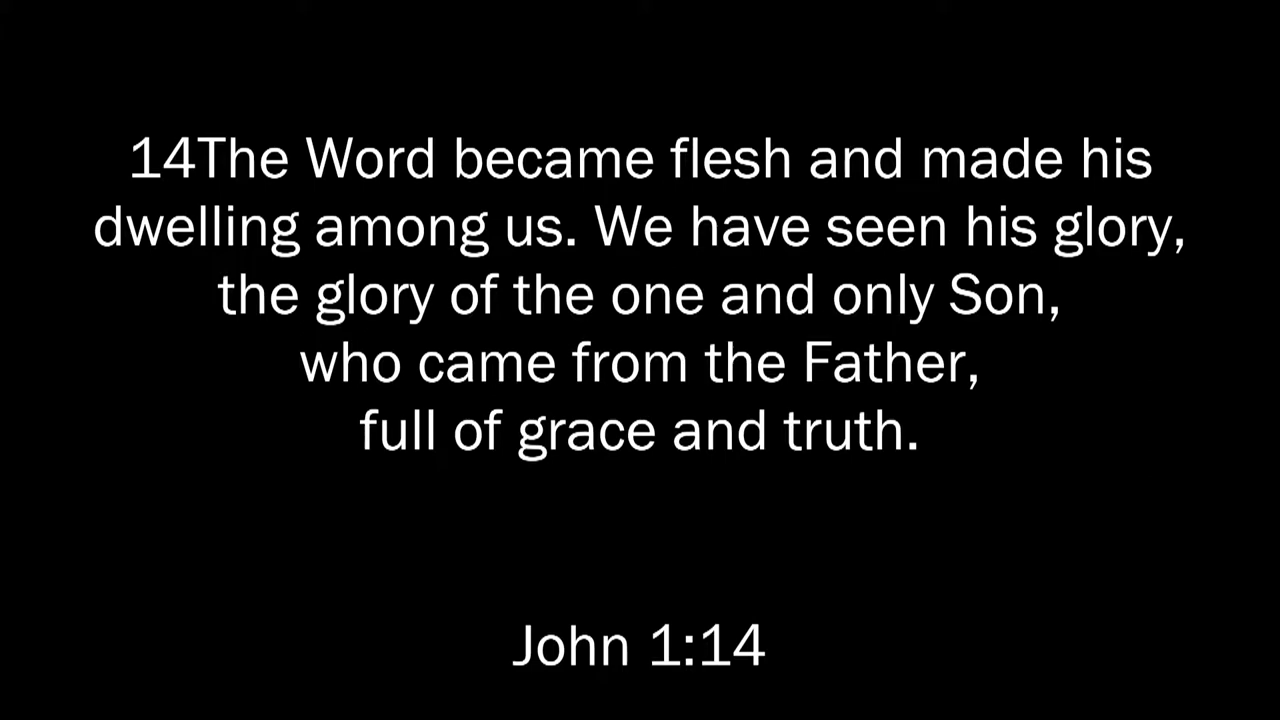 14The Word became flesh and made his
dwelling among us. We have seen his glory,
the glory of the one and only Son,
who came from the Father,
full of grace and truth.
John 1:14